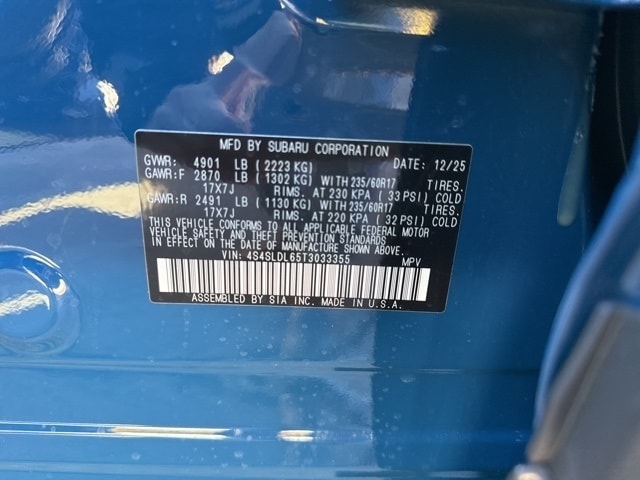 MFD BY SUBARU CORPORATION
GVWR: 4901 LB (2223 KG) DATE: 12/25
GAWR:F 2870 LB (1302 KG) WITH 235/60R17 TIRES.
17X7J RIMS. AT 230 KPA (33 PSI) COLD
GAWR:R 2491 LB (1130 KG) WITH 235/60R17 TIRES.
17X7J RIMS. AT 220 KPA (32 PSI) COLD
THIS VEHICLE CONFORMS TO ALL APPLICABLE FEDERAL MOTOR
VEHICLE SAFETY AND THEFT PREVENTION STANDARDS
IN EFFECT ON THE DATE OF MANUFACTURE SHOWN ABOVE.
VIN: 4S4SLDL65T3033355 MPV
ASSEMBLED BY SIA INC. MADE IN U.S.A.